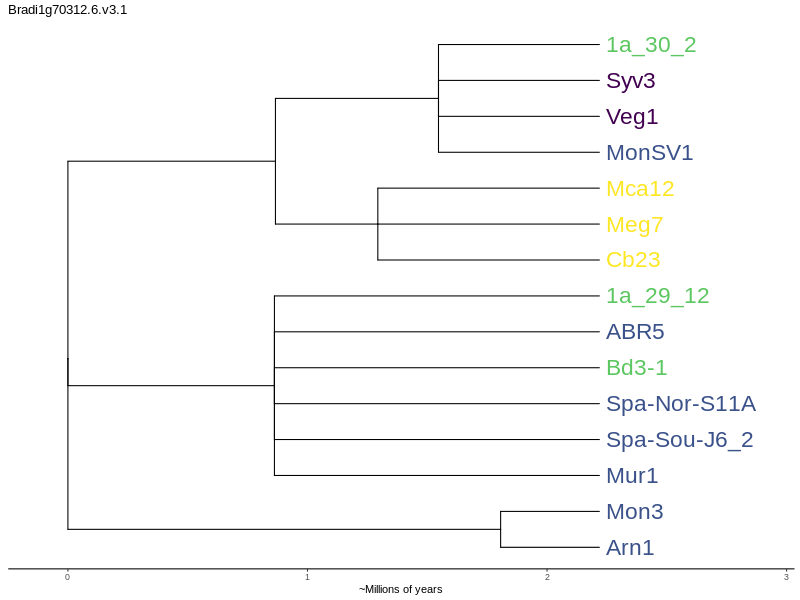 Bradi1g70312.6.v3.1
1a_30_2
Syv3
Veg1
MonSV1
Mca12
Meg7
Cb23
1a_29_12
ABR5
Bd3-1
Spa-Nor-S11A
Spa-Sou-J6_2
Mur1
Mon3
Arn1
0 1 2 3
~Millions of years